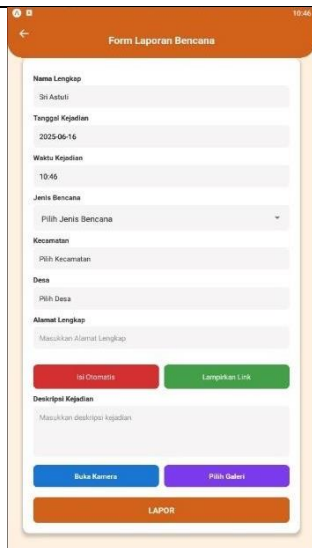 10:46
Form Laporan Bencana
Nama Lengkap
Sri Astuti
Tanggal Kejadian
2025-06-16
Waktu Kejadian
10:46
Jenis Bencana
Pilih Jenis Bencana
Kecamatan
Pilih Kecamatan
Desa
Pilih Desa
Alamat Lengkap
Masukkan Alamat Lengkap
Isi Otomatis Lampirkan Link
Deskripsi Kejadian
Masukkan deskripsi kejadian
Buka Kamera Pilih Galeri
LAPOR